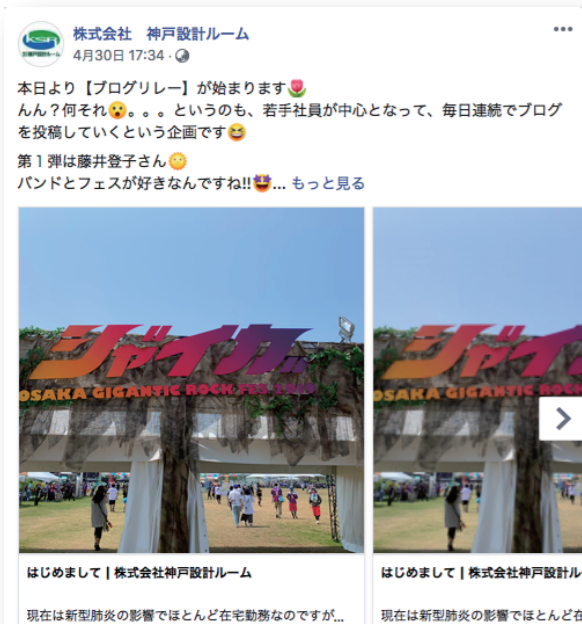 KSR
株式会社　神戸設計ルーム
4月30日 17:34 ·
本日より【ブログリレー】が始まります🌷
んん？何それ😮。。。というのも、若手社員が中心となって、毎日連続でブログ
を投稿していくという企画です😆
第１弾は藤井登子さん🌞
バンドとフェスが好きなんですね!!🤩... もっと見る
ジャイガ
OSAKA GIGANTIC ROCK FES
ジャイ
OSAKA GIGANTIC ROCK
はじめまして | 株式会社神戸設計ルーム
はじめまして | 株式会社神戸設計ル
現在は新型肺炎の影響でほとんど在宅勤務なのですが...
現在は新型肺炎の影響でほとんど在